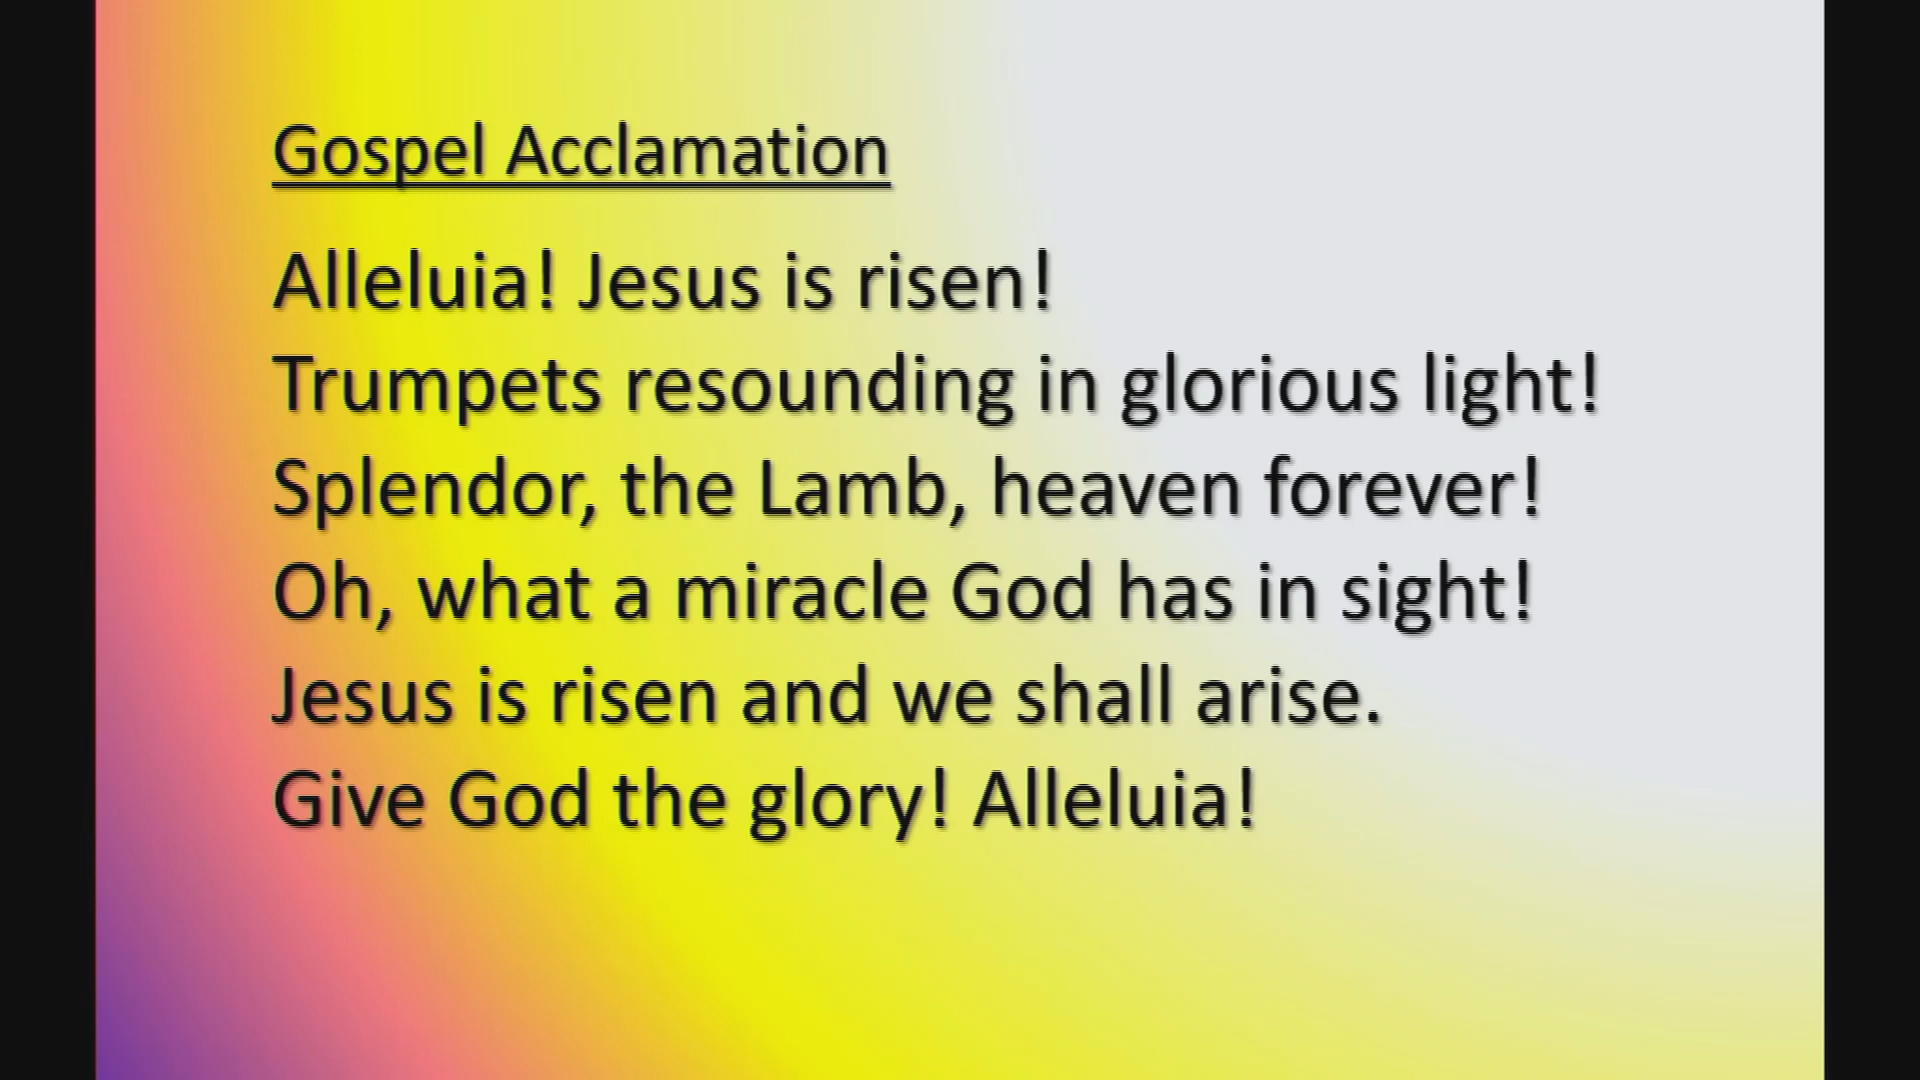 Gospel Acclamation
Alleluia! Jesus is risen!
Trumpets resounding in glorious light!
Splendor, the Lamb, heaven forever!
Oh, what a miracle God has in sight!
Jesus is risen and we shall arise.
Give God the glory! Alleluia!